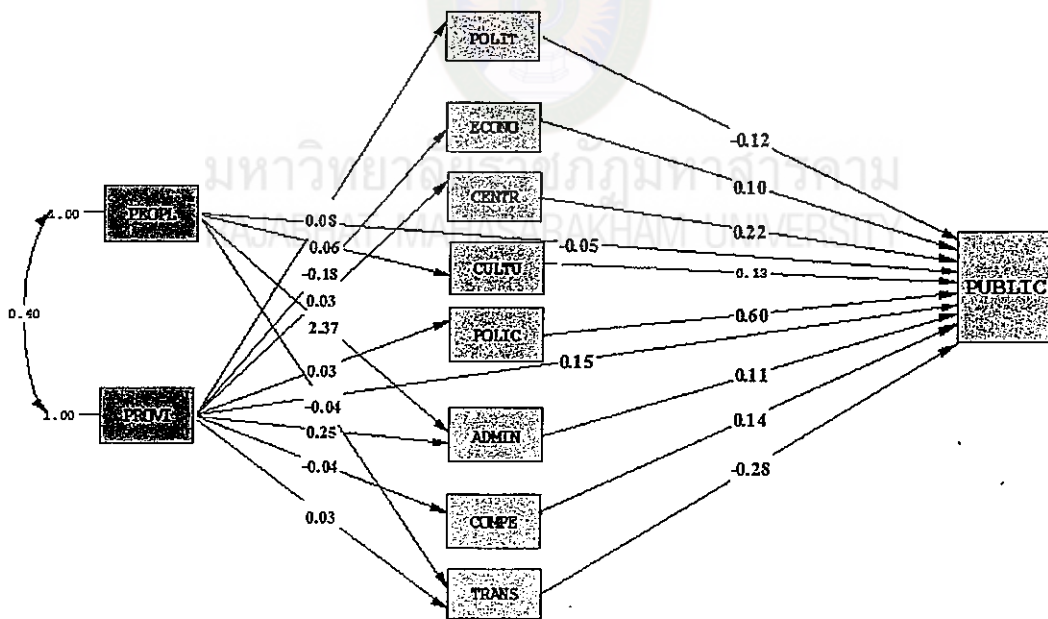 POLIT
-0.12
ECONO
0.10
มหาวิทยาลัยราชภัฏมหาสารคาม
CENTR
1.00
PEOPL
0.08
RAJABHAT MAHASARAKHAM UNIVERSITY
0.22
-0.05
0.06
CULTU
0.13
-0.18
PUBLIC
0.03
0.40
POLIC
0.60
2.37
0.15
0.03
-0.04
0.11
1.00
PROVI
0.25
ADMIN
0.14
-0.04
-0.28
0.03
COMPE
TRANS